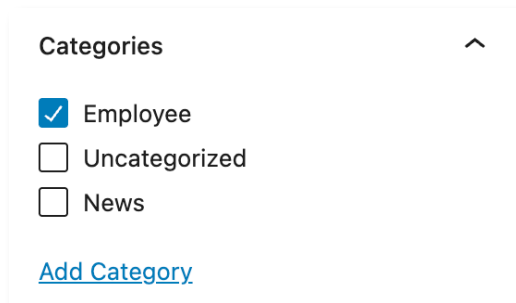 Categories
Employee
Uncategorized
News
Add Category